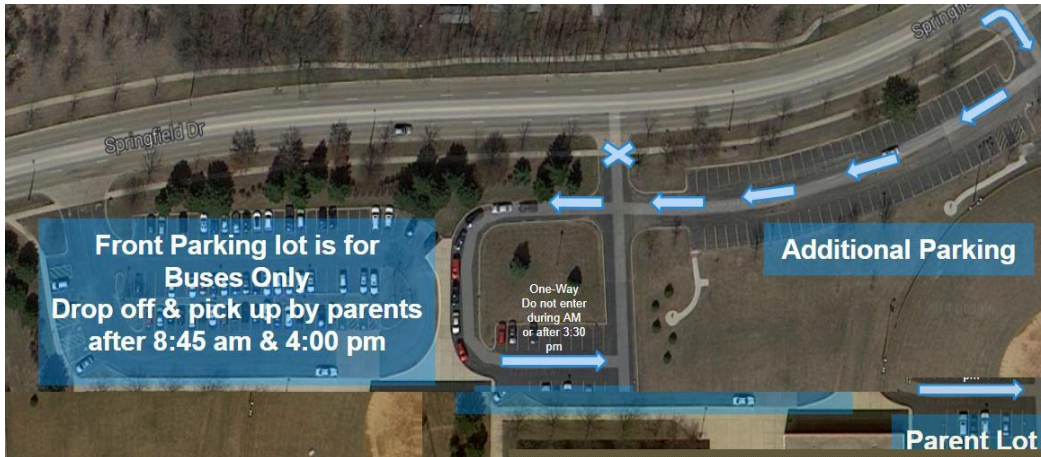 Springfield
Springfield Dr
Front Parking lot is for
Buses Only
Drop off & pick up by parents
after 8:45 am & 4:00 pm
Additional Parking
One-Way
Do not enter
during AM
or after 3:30
pm
pm
Parent Lot